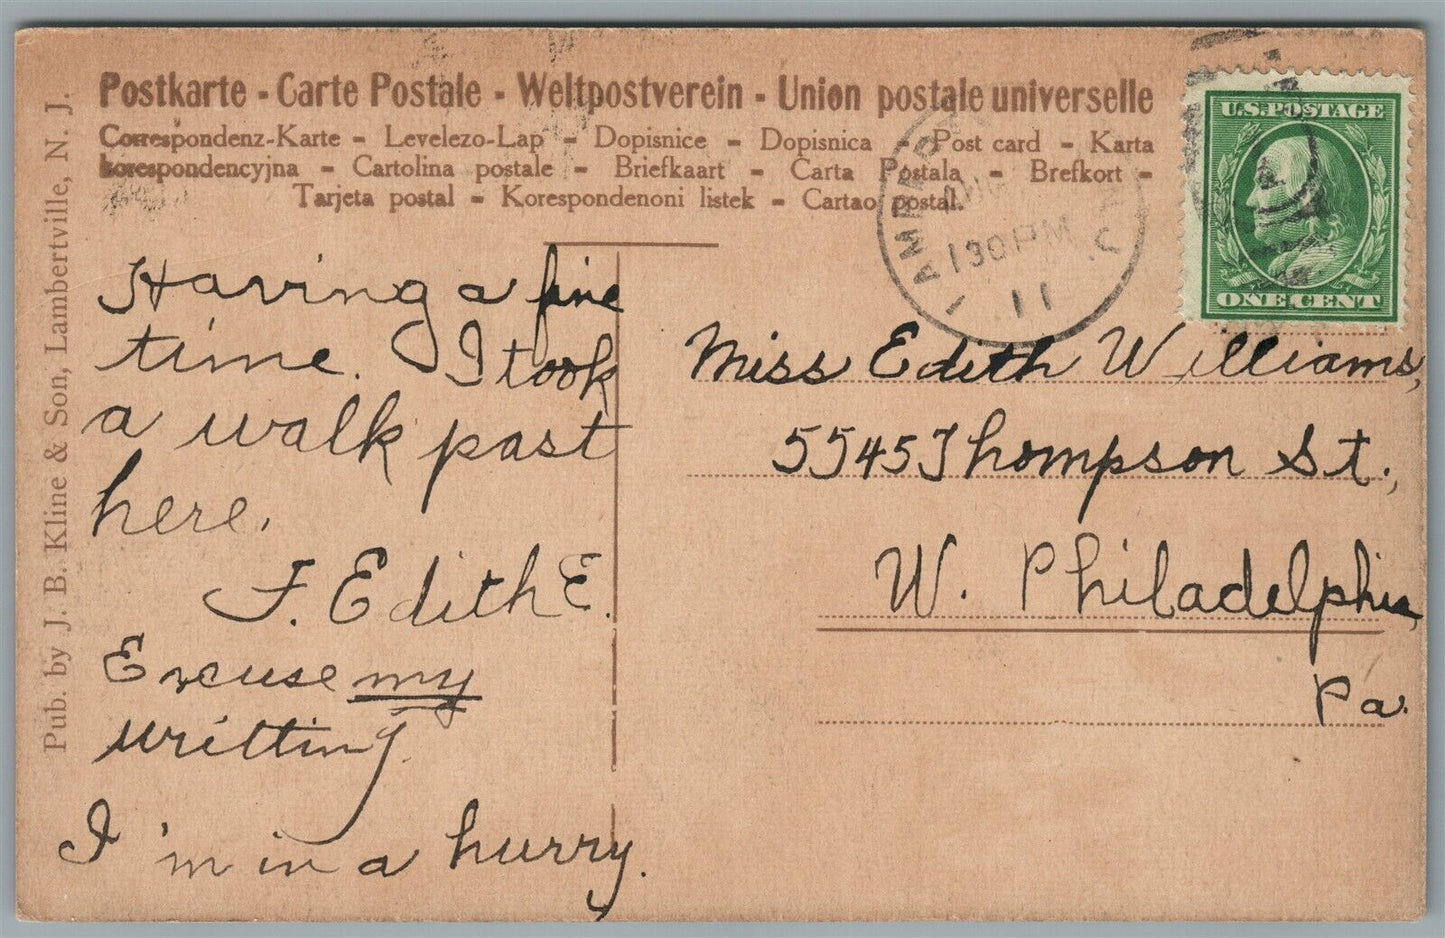 Postkarte - Carte Postale - Weltpostverein - Union postale universelle
Correspondenz-Karte - Levelezo-Lap - Dopisnice - Dopisnica - Post card - Karta
korespondencyjna - Cartolina postale - Briefkaart - Carta Postala - Brefkort -
Tarjeta postal - Korespondenoni listek - Cartao postal.
Pub. by J. B. Kline & Son, Lambertville, N. J.
Having a fine
time. I took
a walk past
here.
F. Edith E.
Excuse my
writting.
I'm in a hurry.
130 PM
11
U.S. POSTAGE
ONE CENT
Miss Edith Williams,
5545 Thompson St.,
W. Philadelphia,
Pa.